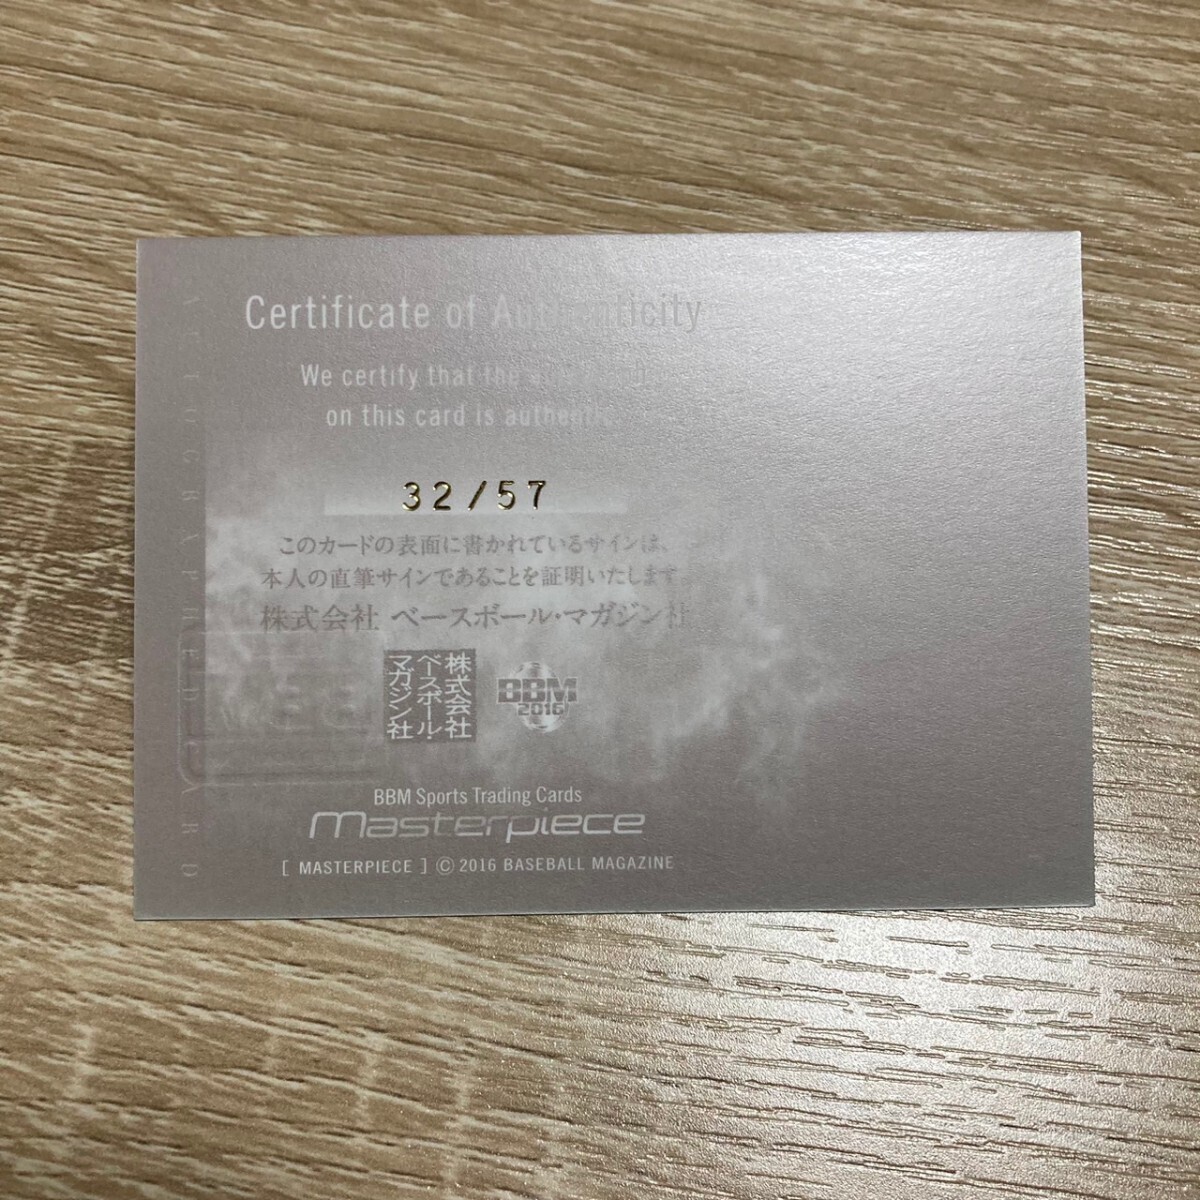 Certificate of Authenticity
We certify that the
on this card is authentic.
32/57
このカードの表面に書かれているサインは、
本人の直筆サインであることを証明いたします。
株式会社 ベースボール・マガジン社
株式会社
ベースボール・
マガジン社
BBM
2016
BBM Sports Trading Cards
masterpiece
[ MASTERPIECE ] © 2016 BASEBALL MAGAZINE
AUTOGRAPHED CARD